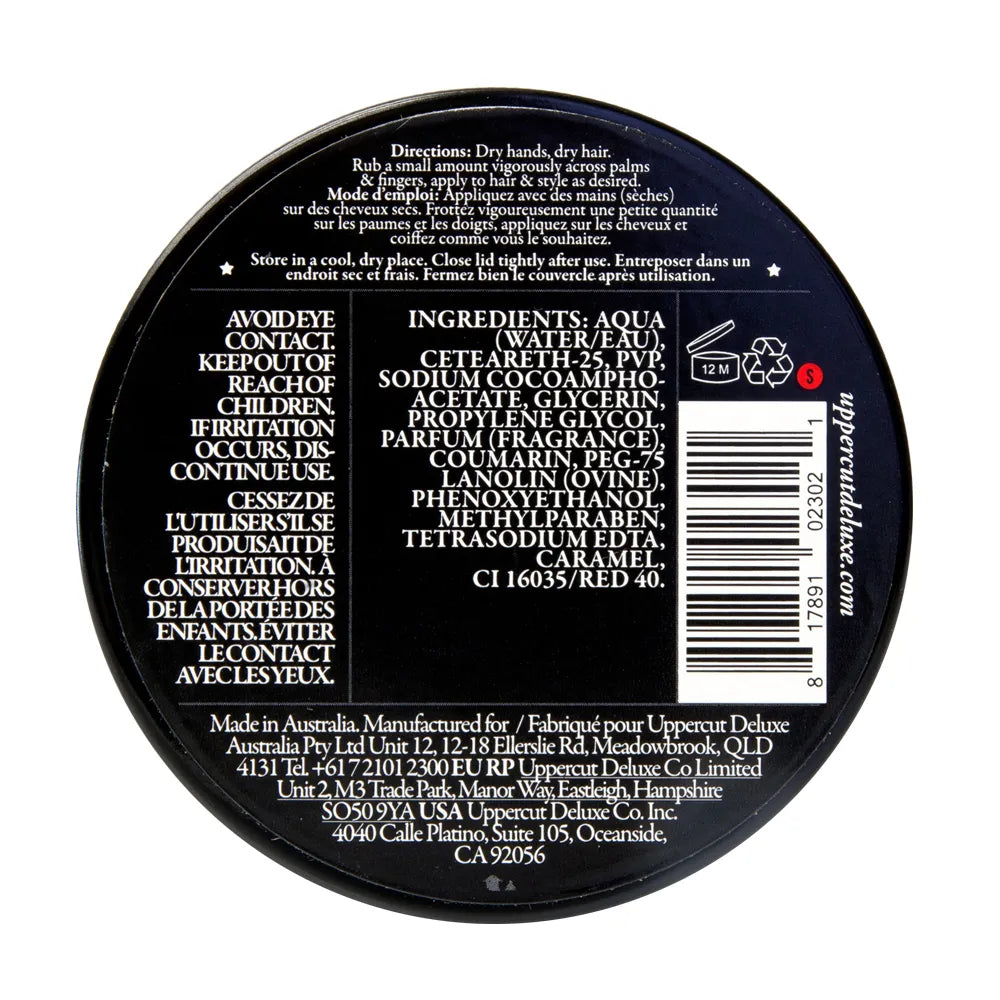 Directions: Dry hands, dry hair.
Rub a small amount vigorously across palms
& fingers, apply to hair & style as desired.
Mode d'emploi: Appliquez avec des mains (sèches)
sur des cheveux secs. Frottez vigoureusement une petite quantité
sur les paumes et les doigts, appliquez sur les cheveux et
coiffez comme vous le souhaitez.
Store in a cool, dry place. Close lid tightly after use. Entreposer dans un
endroit sec et frais. Fermez bien le couvercle après utilisation.
AVOID EYE
CONTACT.
KEEP OUT OF
REACH OF
CHILDREN.
IF IRRITATION
OCCURS, DIS-
CONTINUE USE.
CESSEZ DE
L'UTILISER S'IL SE
PRODUISAIT DE
L'IRRITATION. À
CONSERVER HORS
DE LA PORTÉE DES
ENFANTS. ÉVITER
LE CONTACT
AVEC LES YEUX.
INGREDIENTS: AQUA
(WATER/EAU),
CETEARETH-25, PVP,
SODIUM COCOAMPHO-
ACETATE, GLYCERIN,
PROPYLENE GLYCOL,
PARFUM (FRAGRANCE),
COUMARIN, PEG-75
LANOLIN (OVINE),
PHENOXYETHANOL,
METHYLPARABEN,
TETRASODIUM EDTA,
CARAMEL,
CI 16035/RED 40.
12 M
S
8 17891 02302 1
uppercutdeluxe.com
Made in Australia. Manufactured for / Fabriqué pour Uppercut Deluxe
Australia Pty Ltd Unit 12, 12-18 Ellerslie Rd, Meadowbrook, QLD
4131 Tel. +61 7 2101 2300 EU RP Uppercut Deluxe Co Limited
Unit 2, M3 Trade Park, Manor Way, Eastleigh, Hampshire
SO50 9YA USA Uppercut Deluxe Co. Inc.
4040 Calle Platino, Suite 105, Oceanside,
CA 92056